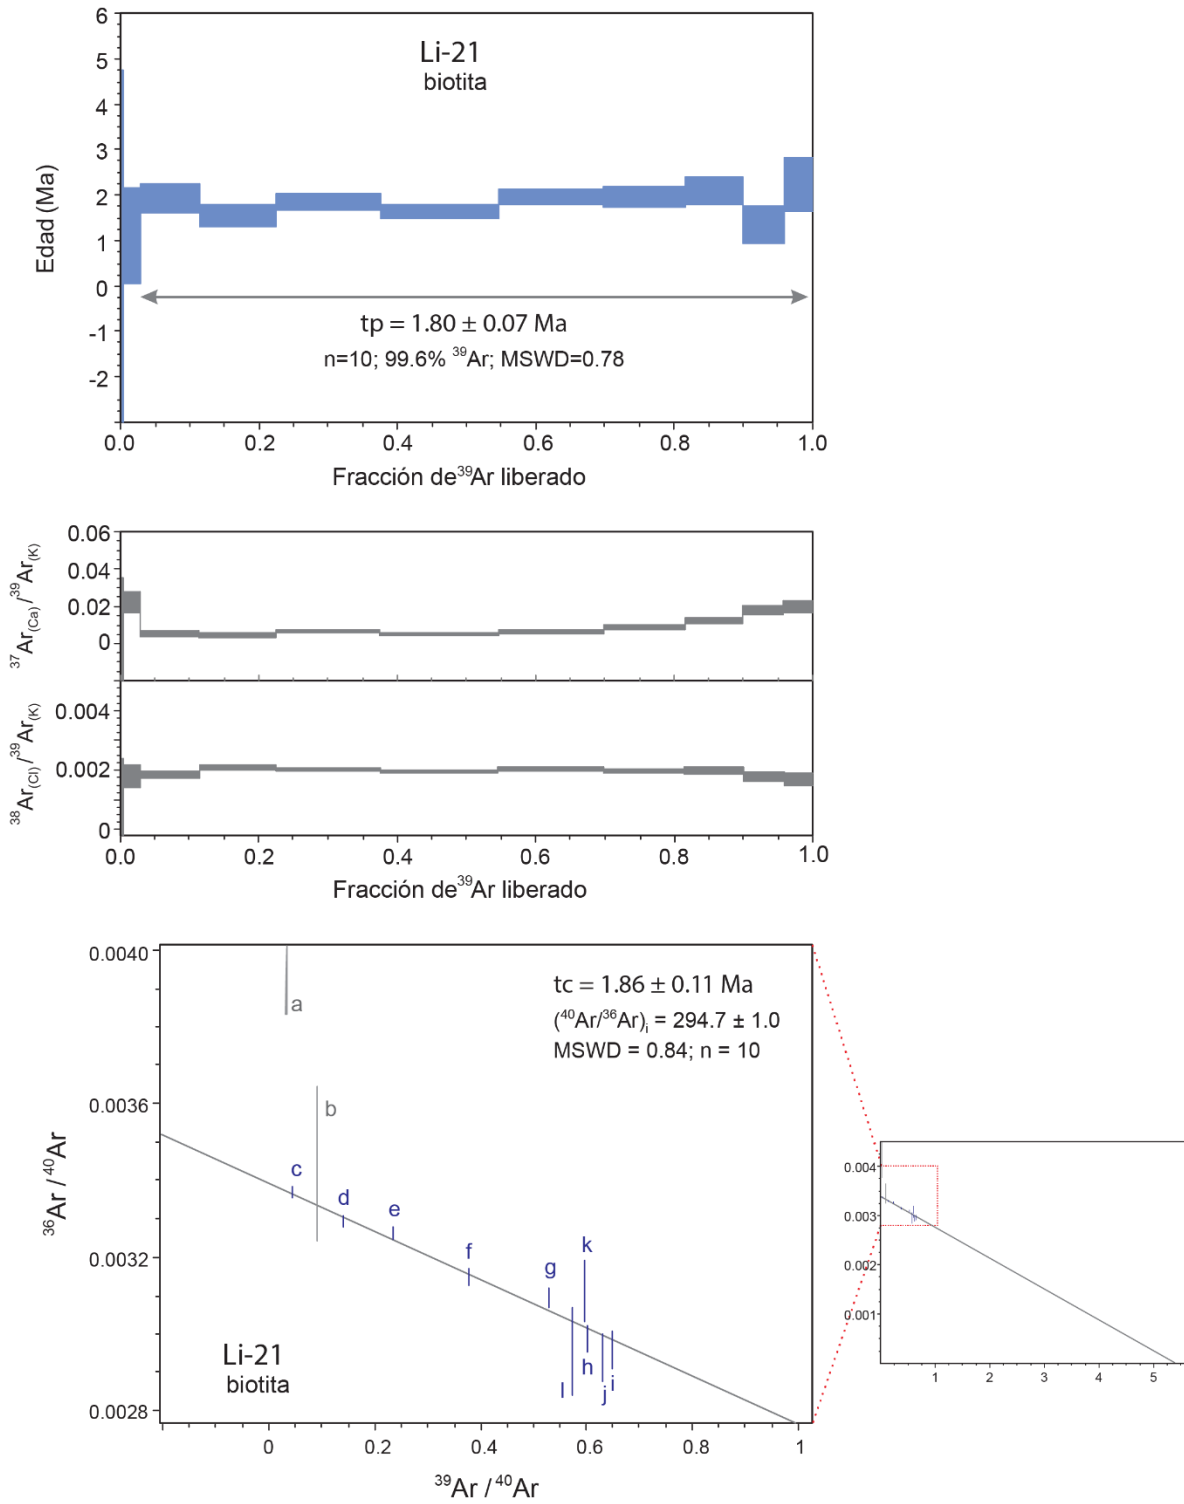 Li-21
biotita
6
5
4
3
2
1
0
-1
-2
Edad (Ma)
tp = 1.80 ± 0.07 Ma
n=10; 99.6% ³⁹Ar; MSWD=0.78
0.0 0.2 0.4 0.6 0.8 1.0
Fracción de³⁹Ar liberado
0.06
0.04
0.02
0
³⁷Ar(Ca)/³⁹Ar(K)
0.004
0.002
0
³⁸Ar(Cl)/³⁹Ar(K)
0.0 0.2 0.4 0.6 0.8 1.0
Fracción de³⁹Ar liberado
0.0040
0.0036
0.0032
0.0028
³⁶Ar / ⁴⁰Ar
tc = 1.86 ± 0.11 Ma
(⁴⁰Ar/³⁶Ar)i = 294.7 ± 1.0
MSWD = 0.84; n = 10
a
b
c
d
e
f
g
k
h
l
j
i
Li-21
biotita
0 0.2 0.4 0.6 0.8 1
³⁹Ar / ⁴⁰Ar
0.004
0.003
0.002
0.001
1 2 3 4 5